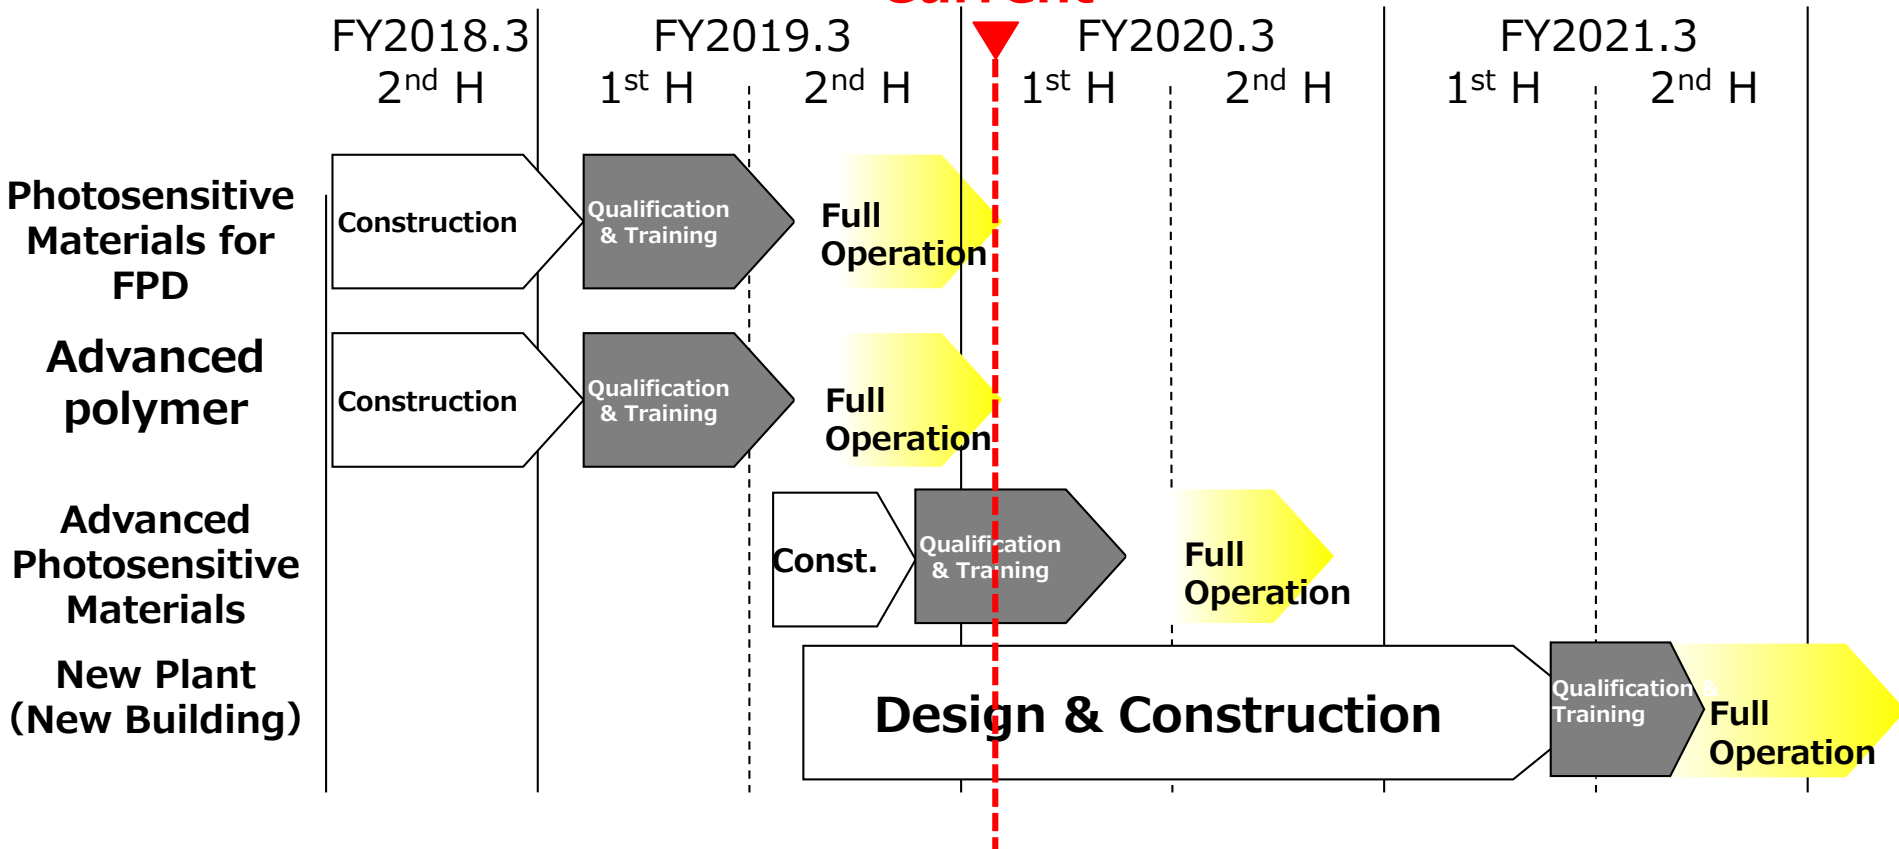 Current
FY2018.3 FY2019.3 FY2020.3 FY2021.3
2nd H 1st H 2nd H 1st H 2nd H 1st H 2nd H
Photosensitive
Materials for
FPD
Construction
Qualification
& Training
Full
Operation
Advanced
polymer
Construction
Qualification
& Training
Full
Operation
Advanced
Photosensitive
Materials
Const.
Qualification
& Training
Full
Operation
New Plant
(New Building)
Design & Construction
Qualification &
Training
Full
Operation